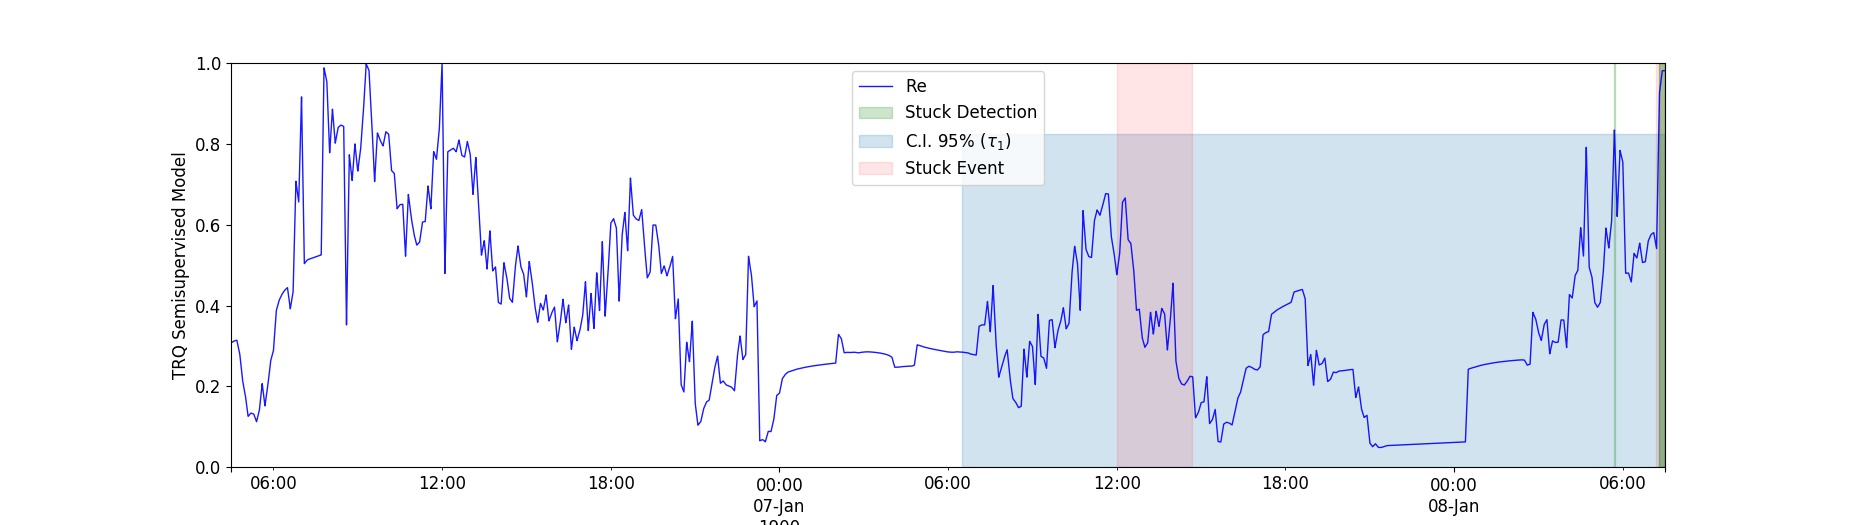 TRQ Semisupervised Model
1.0
0.8
0.6
0.4
0.2
0.0
Re
Stuck Detection
C.I. 95% (τ₁)
Stuck Event
06:00 12:00 18:00 00:00 06:00 12:00 18:00 00:00 06:00
07-Jan 08-Jan
1900